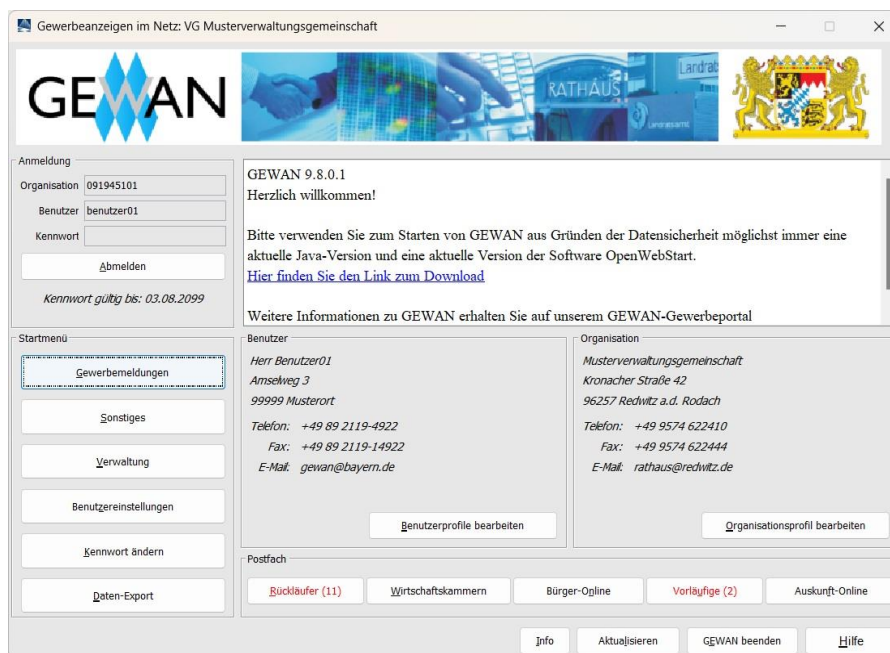 Gewerbeanzeigen im Netz: VG Musterverwaltungsgemeinschaft
GEWAN
RATHAUS
Landrat
Landratsamt
Anmeldung
Organisation 091945101
Benutzer benutzer01
Kennwort
Abmelden
Kennwort gültig bis: 03.08.2099
GEWAN 9.8.0.1
Herzlich willkommen!
Bitte verwenden Sie zum Starten von GEWAN aus Gründen der Datensicherheit möglichst immer eine
aktuelle Java-Version und eine aktuelle Version der Software OpenWebStart.
Hier finden Sie den Link zum Download
Weitere Informationen zu GEWAN erhalten Sie auf unserem GEWAN-Gewerbeportal
Startmenü
Gewerbemeldungen
Sonstiges
Verwaltung
Benutzereinstellungen
Kennwort ändern
Daten-Export
Benutzer
Herr Benutzer01
Amselweg 3
99999 Musterort
Telefon: +49 89 2119-4922
Fax: +49 89 2119-14922
E-Mail: gewan@bayern.de
Benutzerprofile bearbeiten
Organisation
Musterverwaltungsgemeinschaft
Kronacher Straße 42
96257 Redwitz a.d. Rodach
Telefon: +49 9574 622410
Fax: +49 9574 622444
E-Mail: rathaus@redwitz.de
Organisationsprofil bearbeiten
Postfach
Rückläufer (11)
Wirtschaftskammern
Bürger-Online
Vorläufige (2)
Auskunft-Online
Info
Aktualisieren
GEWAN beenden
Hilfe